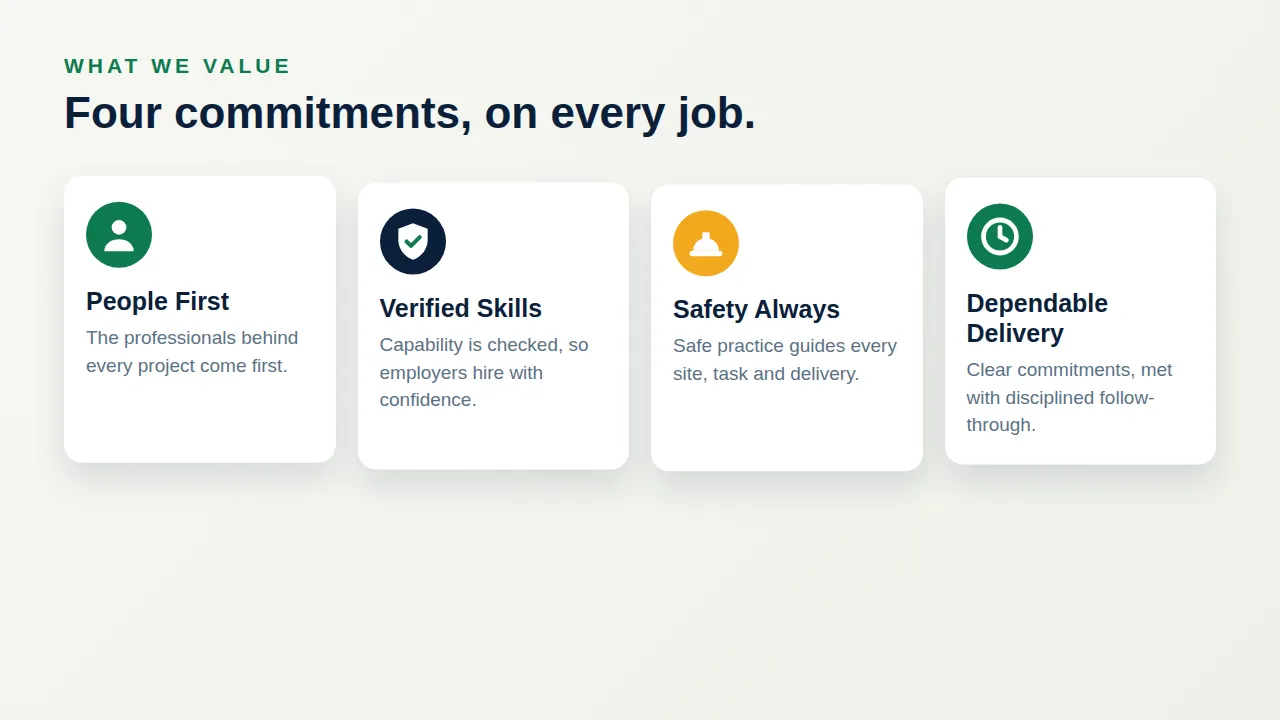 WHAT WE VALUE
Four commitments, on every job.
People First
The professionals behind
every project come first.
Verified Skills
Capability is checked, so
employers hire with
confidence.
Safety Always
Safe practice guides every
site, task and delivery.
Dependable
Delivery
Clear commitments, met
with disciplined follow-
through.